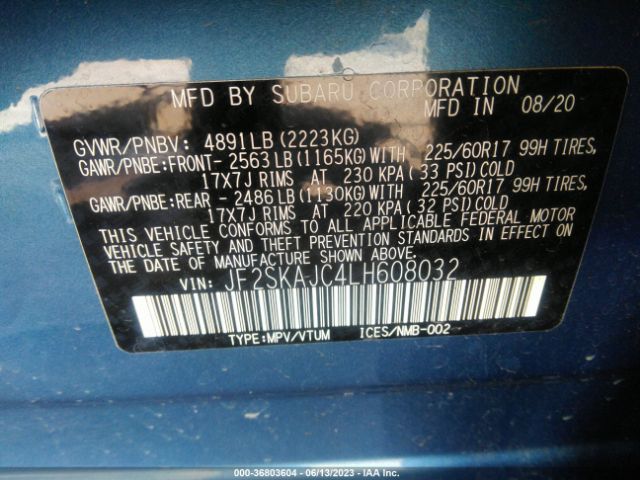 MFD BY SUBARU CORPORATION
MFD IN 08/20
GVWR/PNBV: 4891LB(2223KG)
GAWR/PNBE:FRONT- 2563LB(1165KG)WITH 225/60R17 99H TIRES,
17X7J RIMS AT 230 KPA(33 PSI)COLD
GAWR/PNBE:REAR - 2486LB(1130KG)WITH 225/60R17 99H TIRES,
17X7J RIMS AT 220 KPA(32 PSI)COLD
THIS VEHICLE CONFORMS TO ALL APPLICABLE FEDERAL MOTOR
VEHICLE SAFETY AND THEFT PREVENTION STANDARDS IN EFFECT
ON THE DATE OF MANUFACTURE SHOWN ABOVE.
VIN: JF2SKAJC4LH608032
TYPE:MPV/VTUM ICES/NMB-002
000-36803604 - 06/13/2023 - IAA Inc.